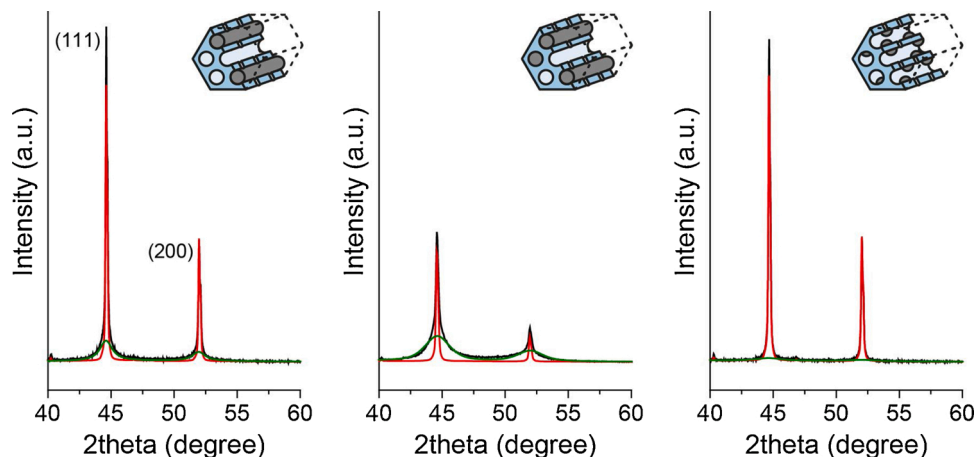 (111)
(200)
Intensity (a.u.)
40 45 50 55 60
2theta (degree)
Intensity (a.u.)
40 45 50 55 60
2theta (degree)
Intensity (a.u.)
40 45 50 55 60
2theta (degree)